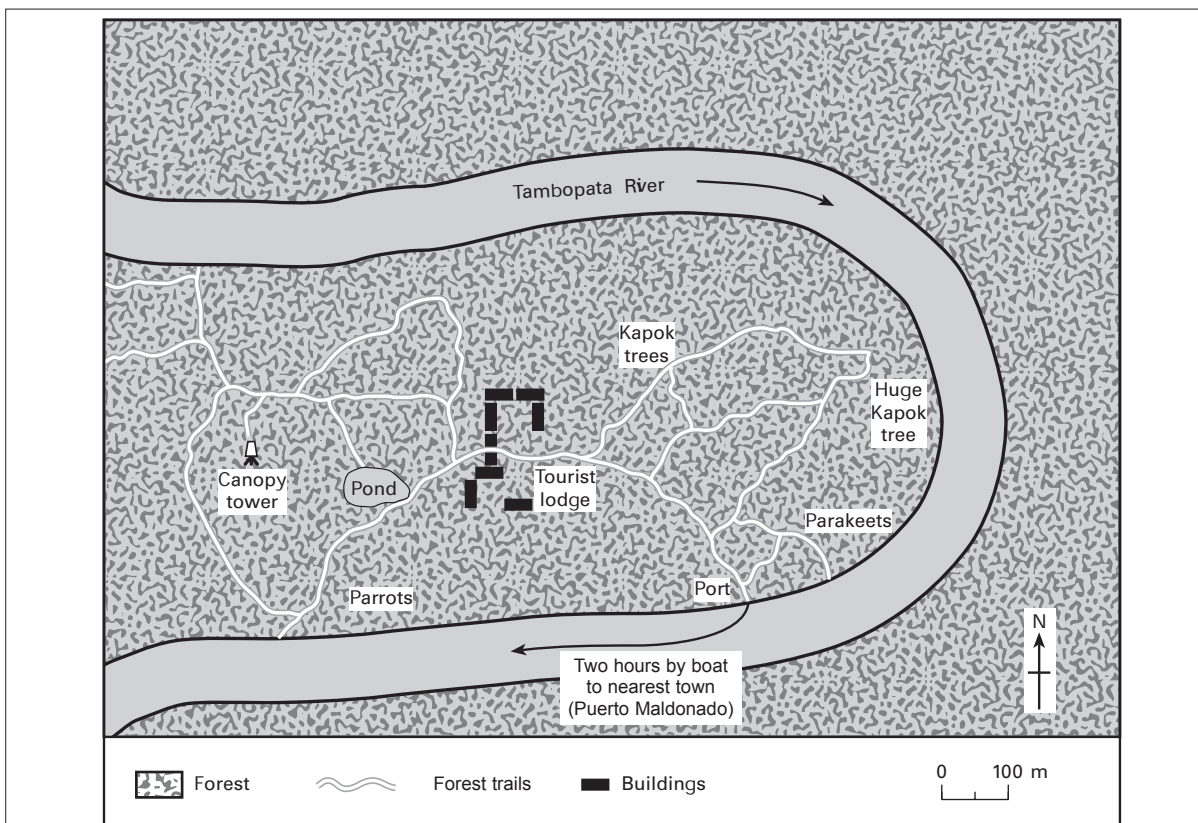 Tambopata River
Kapok
trees
Huge
Kapok
tree
Canopy
tower
Pond
Tourist
lodge
Parakeets
Parrots
Port
Two hours by boat
to nearest town
(Puerto Maldonado)
N
Forest
Forest trails
Buildings
0 100 m